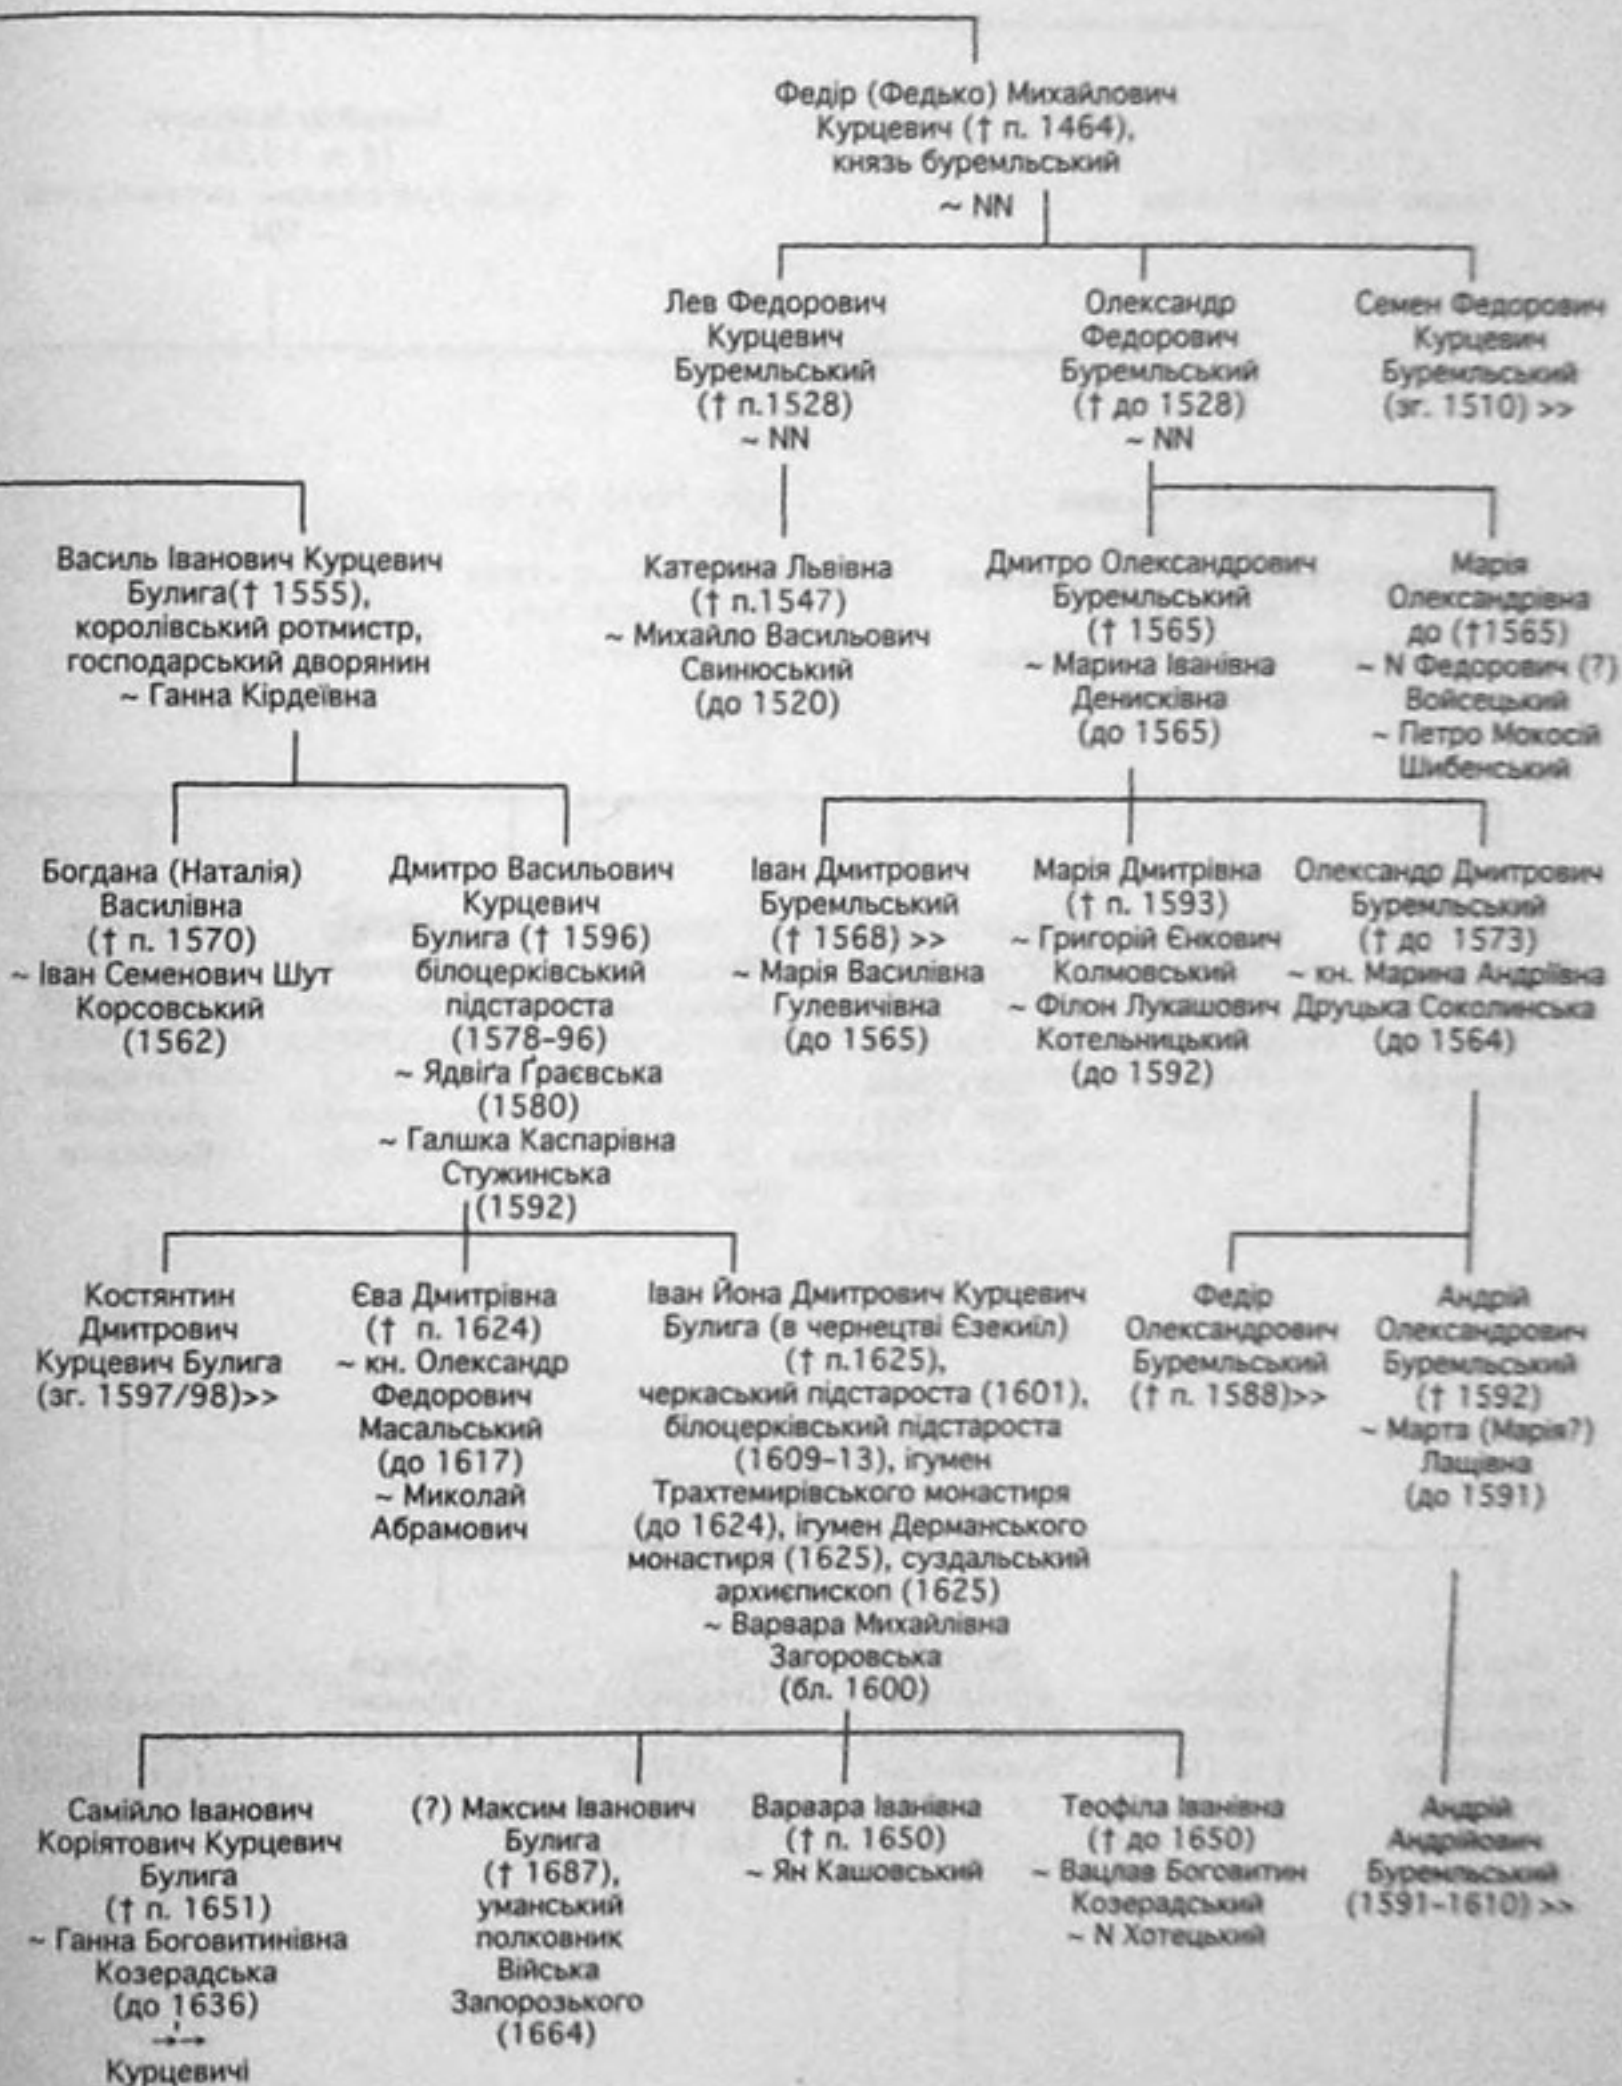 Федір (Федько) Михайлович
Курцевич († п. 1464),
князь буремльський
~ NN
Лев Федорович
Курцевич
Буремльський
(† п.1528)
~ NN
Олександр
Федорович
Буремльський
(† до 1528)
~ NN
Семен Федорович
Курцевич
Буремльський
(зг. 1510) >>
Василь Іванович Курцевич
Булига(† 1555),
королівський ротмистр,
господарський дворянин
~ Ганна Кірдеївна
Катерина Львівна
(† п.1547)
~ Михайло Васильович
Свинюський
(до 1520)
Дмитро Олександрович
Буремльський
(† 1565)
~ Марина Іванівна
Денисківна
(до 1565)
Марія
Олександрівна
до (†1565)
~ N Федорович (?)
Войсецький
~ Петро Мокосій
Шибенський
Богдана (Наталія)
Василівна
(† п. 1570)
~ Іван Семенович Шут
Корсовський
(1562)
Дмитро Васильович
Курцевич
Булига († 1596)
білоцерківський
підстароста
(1578–96)
~ Ядвіґа Ґраєвська
(1580)
~ Галшка Каспарівна
Стужинська
(1592)
Іван Дмитрович
Буремльський
(† 1568) >>
~ Марія Василівна
Гулевичівна
(до 1565)
Марія Дмитрівна
(† п. 1593)
~ Григорій Єнкович
Колмовський
~ Філон Лукашович
Котельницький
(до 1592)
Олександр Дмитрович
Буремльський
(† до 1573)
~ кн. Марина Андріївна
Друцька Соколинська
(до 1564)
Костянтин
Дмитрович
Курцевич Булига
(зг. 1597/98)>>
Єва Дмитрівна
(† п. 1624)
~ кн. Олександр
Федорович
Масальський
(до 1617)
~ Миколай
Абрамович
Іван Йона Дмитрович Курцевич
Булига (в чернецтві Єзекиїл)
(† п.1625),
черкаський підстароста (1601),
білоцерківський підстароста
(1609–13), ігумен
Трахтемирівського монастиря
(до 1624), ігумен Дерманського
монастиря (1625), суздальський
архиєпископ (1625)
~ Варвара Михайлівна
Загоровська
(бл. 1600)
Федір
Олександрович
Буремльський
(† п. 1588)>>
Андрій
Олександрович
Буремльський
(† 1592)
~ Марта (Марія?)
Лащівна
(до 1591)
Самійло Іванович
Коріятович Курцевич
Булига
(† п. 1651)
~ Ганна Боговитинівна
Козерадська
(до 1636)
Курцевичі
(?) Максим Іванович
Булига
(† 1687),
уманський
полковник
Війська
Запорозького
(1664)
Варвара Іванівна
(† п. 1650)
~ Ян Кашовський
Теофіла Іванівна
(† до 1650)
~ Вацлав Боговитин
Козерадський
~ N Хотецький
Андрій
Андрійович
Буремльський
(1591–1610) >>